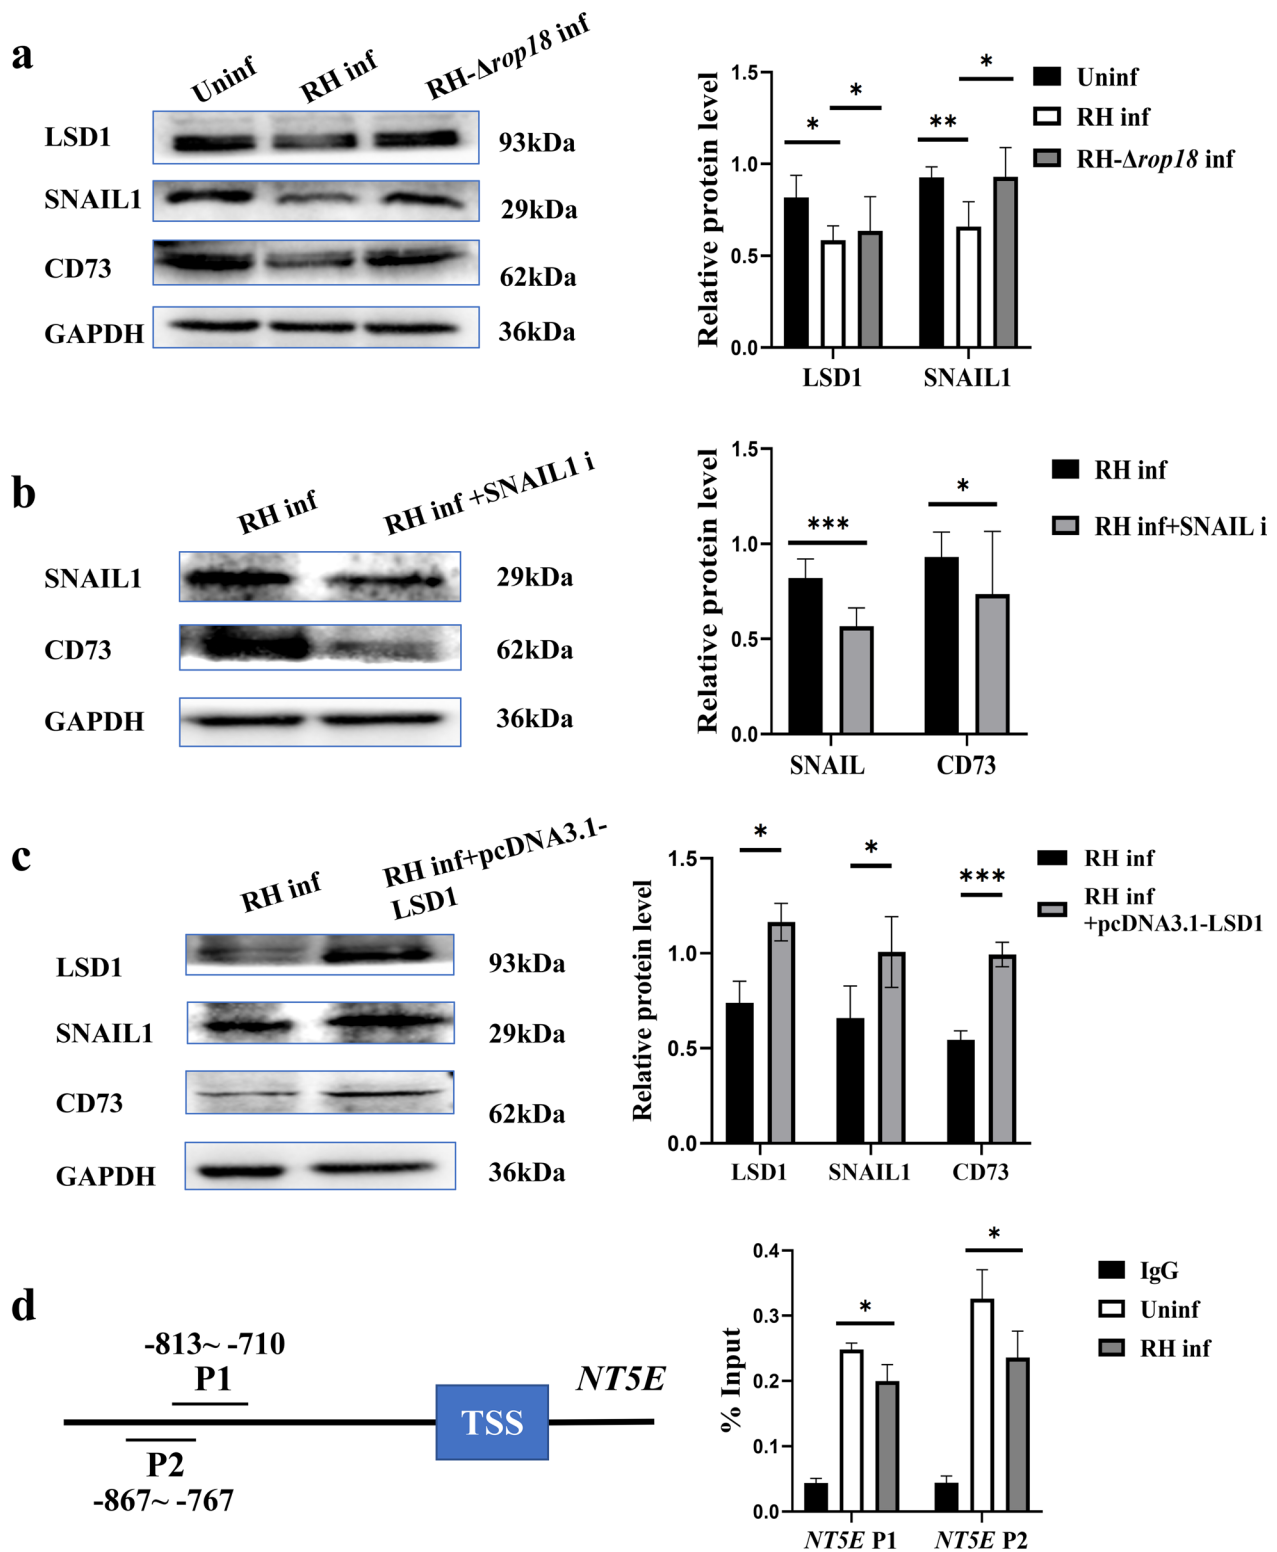 a
Uninf
RH inf
RH-Δrop18 inf
LSD1
93kDa
SNAIL1
29kDa
CD73
62kDa
GAPDH
36kDa
Relative protein level
1.5
1.0
0.5
0.0
*
*
**
*
LSD1
SNAIL1
Uninf
RH inf
RH-Δrop18 inf
b
RH inf
RH inf +SNAIL1 i
SNAIL1
29kDa
CD73
62kDa
GAPDH
36kDa
Relative protein level
1.5
1.0
0.5
0.0
***
*
SNAIL
CD73
RH inf
RH inf+SNAIL i
c
RH inf
RH inf+pcDNA3.1-
LSD1
LSD1
93kDa
SNAIL1
29kDa
CD73
62kDa
GAPDH
36kDa
Relative protein level
1.5
1.0
0.5
0.0
*
*
***
LSD1
SNAIL1
CD73
RH inf
RH inf
+pcDNA3.1-LSD1
d
-813~ -710
P1
NT5E
TSS
P2
-867~ -767
% Input
0.4
0.3
0.2
0.1
0.0
*
*
NT5E P1
NT5E P2
IgG
Uninf
RH inf